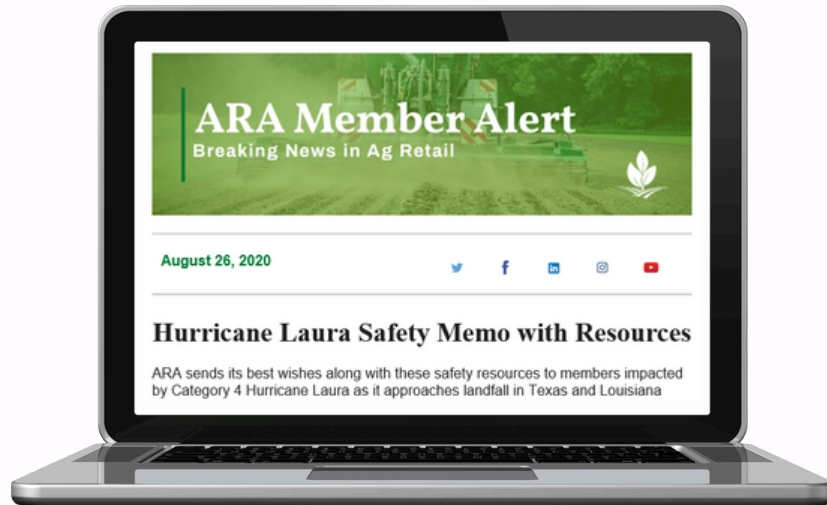 ARA Member Alert
Breaking News in Ag Retail
August 26, 2020
Hurricane Laura Safety Memo with Resources
ARA sends its best wishes along with these safety resources to members impacted
by Category 4 Hurricane Laura as it approaches landfall in Texas and Louisiana